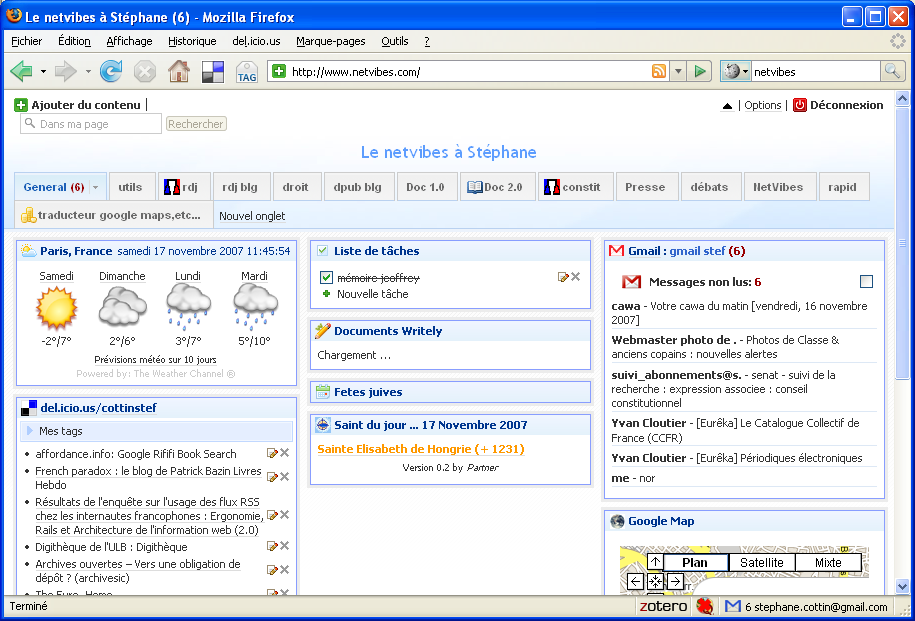 Le netvibes à Stéphane (6) - Mozilla Firefox
Fichier Édition Affichage Historique del.icio.us Marque-pages Outils ?
TAG http://www.netvibes.com/ netvibes
Ajouter du contenu | Options | Déconnexion
Dans ma page Rechercher
Le netvibes à Stéphane
General (6) utils rdj rdj blg droit dpub blg Doc 1.0 Doc 2.0 constit Presse débats NetVibes rapid
traducteur google maps,etc... Nouvel onglet
Paris, France samedi 17 novembre 2007 11:45:54
Samedi Dimanche Lundi Mardi
-2°/7° 2°/6° 3°/7° 5°/10°
Prévisions météo sur 10 jours
Powered by: The Weather Channel ®
del.icio.us/cottinstef
Mes tags
affordance.info: Google Rififi Book Search
French paradox : le blog de Patrick Bazin Livres
Hebdo
Résultats de l'enquête sur l'usage des flux RSS
chez les internautes francophones : Ergonomie,
Rails et Architecture de l'information web (2.0)
Digithèque de l'ULB : Digithèque
Archives ouvertes – Vers une obligation de
dépôt ? (archivesic)
Liste de tâches
mémoire jeoffrey
Nouvelle tâche
Documents Writely
Chargement ...
Fetes juives
Saint du jour ... 17 Novembre 2007
Sainte Elisabeth de Hongrie (+ 1231)
Version 0.2 by Partner
Gmail : gmail stef (6)
Messages non lus: 6
cawa - Votre cawa du matin [vendredi, 16 novembre
2007]
Webmaster photo de . - Photos de Classe &
anciens copains : nouvelles alertes
suivi_abonnements@s. - senat - suivi de la
recherche : expression associee : conseil
constitutionnel
Yvan Cloutier - [Eurêka] Le Catalogue Collectif de
France (CCFR)
Yvan Cloutier - [Eurêka] Périodiques électroniques
me - nor
Google Map
Plan Satellite Mixte
Terminé zotero 6 stephane.cottin@gmail.com